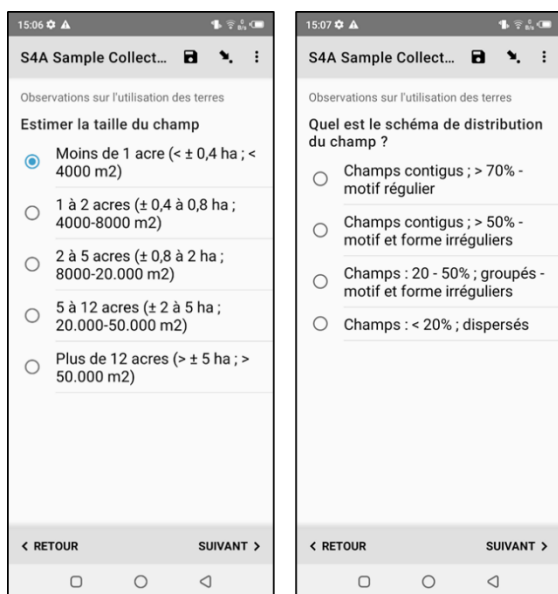 15:06
S4A Sample Collect...
Observations sur l'utilisation des terres
Estimer la taille du champ
Moins de 1 acre (< ± 0,4 ha ; <
4000 m2)
1 à 2 acres (± 0,4 à 0,8 ha ;
4000-8000 m2)
2 à 5 acres (± 0,8 à 2 ha ;
8000-20.000 m2)
5 à 12 acres (± 2 à 5 ha ;
20.000-50.000 m2)
Plus de 12 acres (> ± 5 ha ; >
50.000 m2)
< RETOUR
SUIVANT >
15:07
S4A Sample Collect...
Observations sur l'utilisation des terres
Quel est le schéma de distribution
du champ ?
Champs contigus ; > 70% -
motif régulier
Champs contigus ; > 50% -
motif et forme irréguliers
Champs : 20 - 50% ; groupés -
motif et forme irréguliers
Champs : < 20% ; dispersés
< RETOUR
SUIVANT >